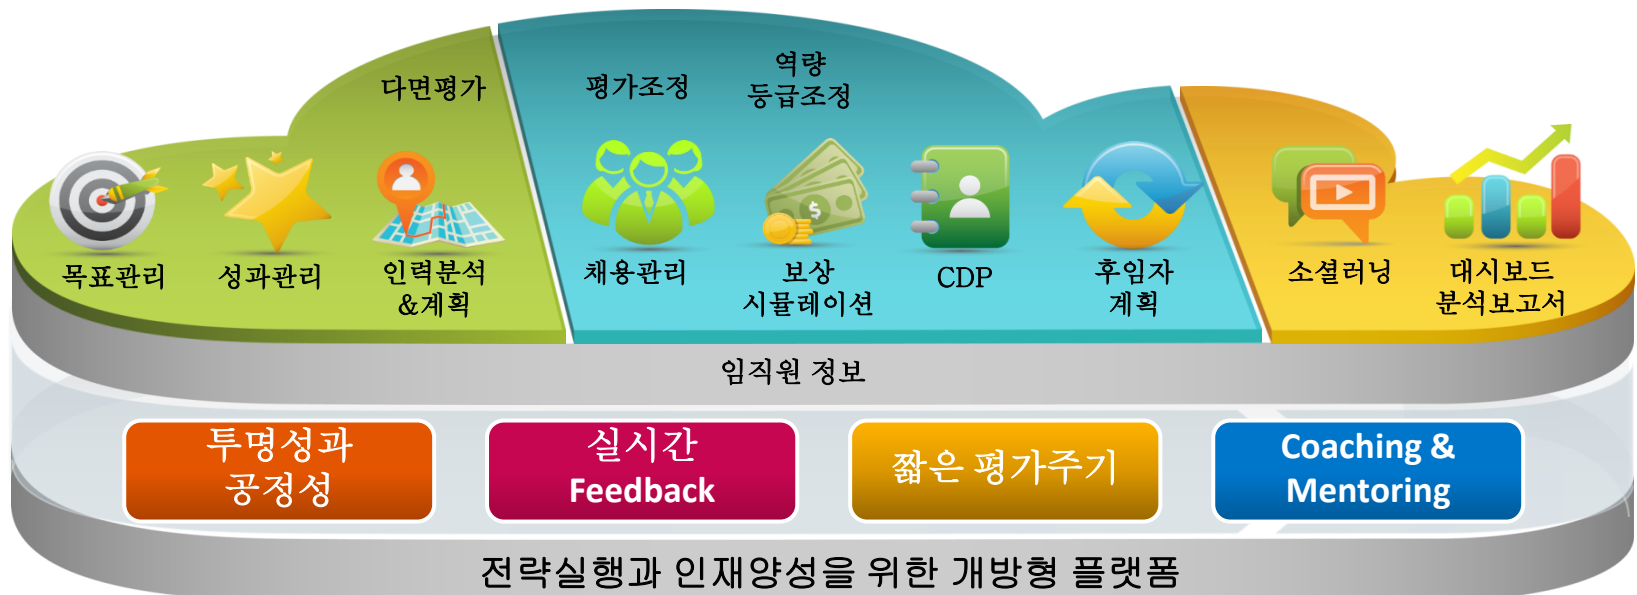 다면평가
평가조정
역량
등급조정
목표관리
성과관리
인력분석
&계획
채용관리
보상
시뮬레이션
CDP
후임자
계획
소셜러닝
대시보드
분석보고서
임직원 정보
투명성과
공정성
실시간
Feedback
짧은 평가주기
Coaching &
Mentoring
전략실행과 인재양성을 위한 개방형 플랫폼